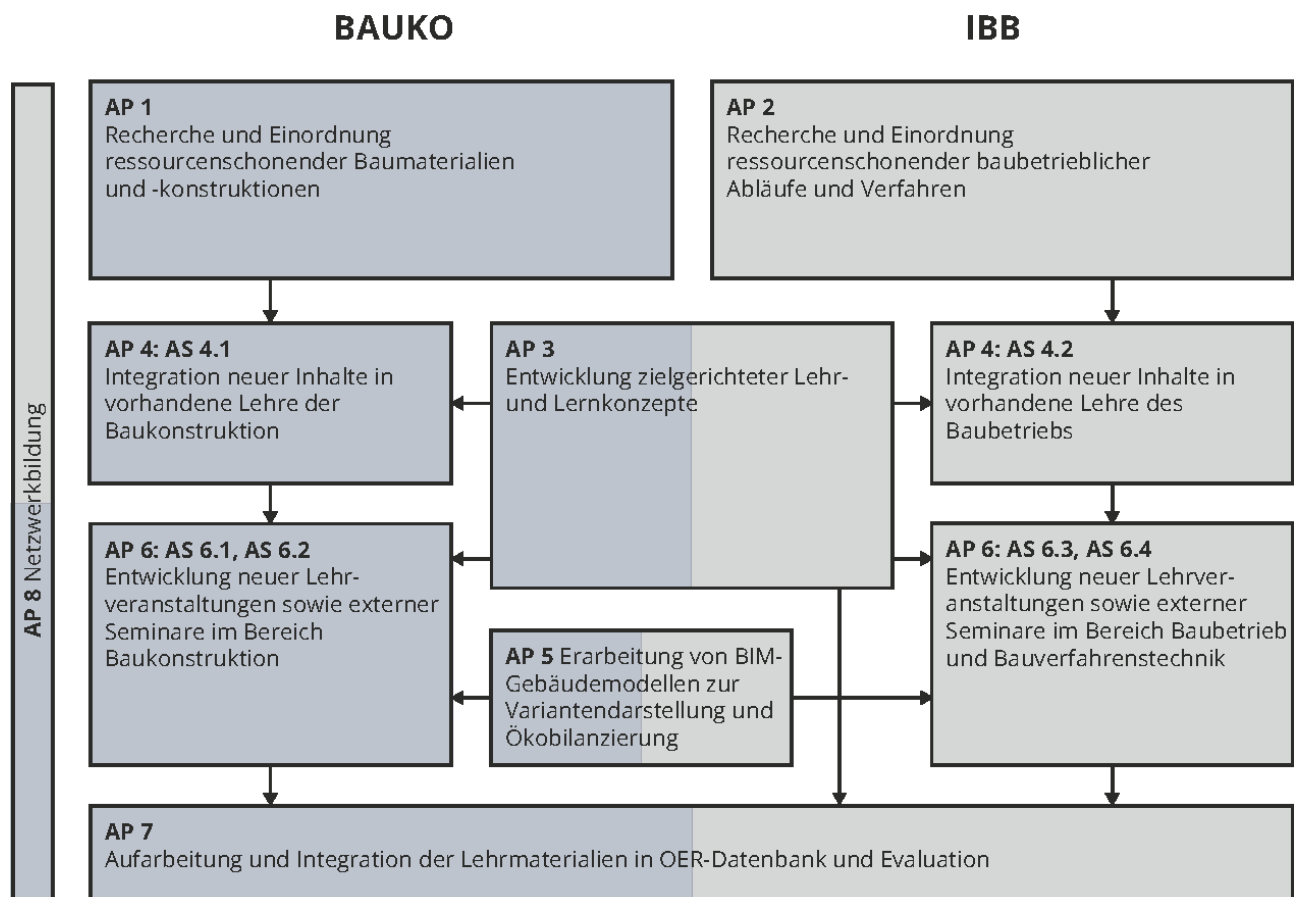 BAUKO
IBB
AP 8 Netzwerkbildung
AP 1
Recherche und Einordnung
ressourcenschonender Baumaterialien
und -konstruktionen
AP 2
Recherche und Einordnung
ressourcenschonender baubetrieblicher
Abläufe und Verfahren
AP 4: AS 4.1
Integration neuer Inhalte in
vorhandene Lehre der
Baukonstruktion
AP 3
Entwicklung zielgerichteter Lehr-
und Lernkonzepte
AP 4: AS 4.2
Integration neuer Inhalte in
vorhandene Lehre des
Baubetriebs
AP 6: AS 6.1, AS 6.2
Entwicklung neuer Lehr-
veranstaltungen sowie externer
Seminare im Bereich
Baukonstruktion
AP 5 Erarbeitung von BIM-
Gebäudemodellen zur
Variantendarstellung und
Ökobilanzierung
AP 6: AS 6.3, AS 6.4
Entwicklung neuer Lehrver-
anstaltungen sowie externer
Seminare im Bereich Baubetrieb
und Bauverfahrenstechnik
AP 7
Aufarbeitung und Integration der Lehrmaterialien in OER-Datenbank und Evaluation